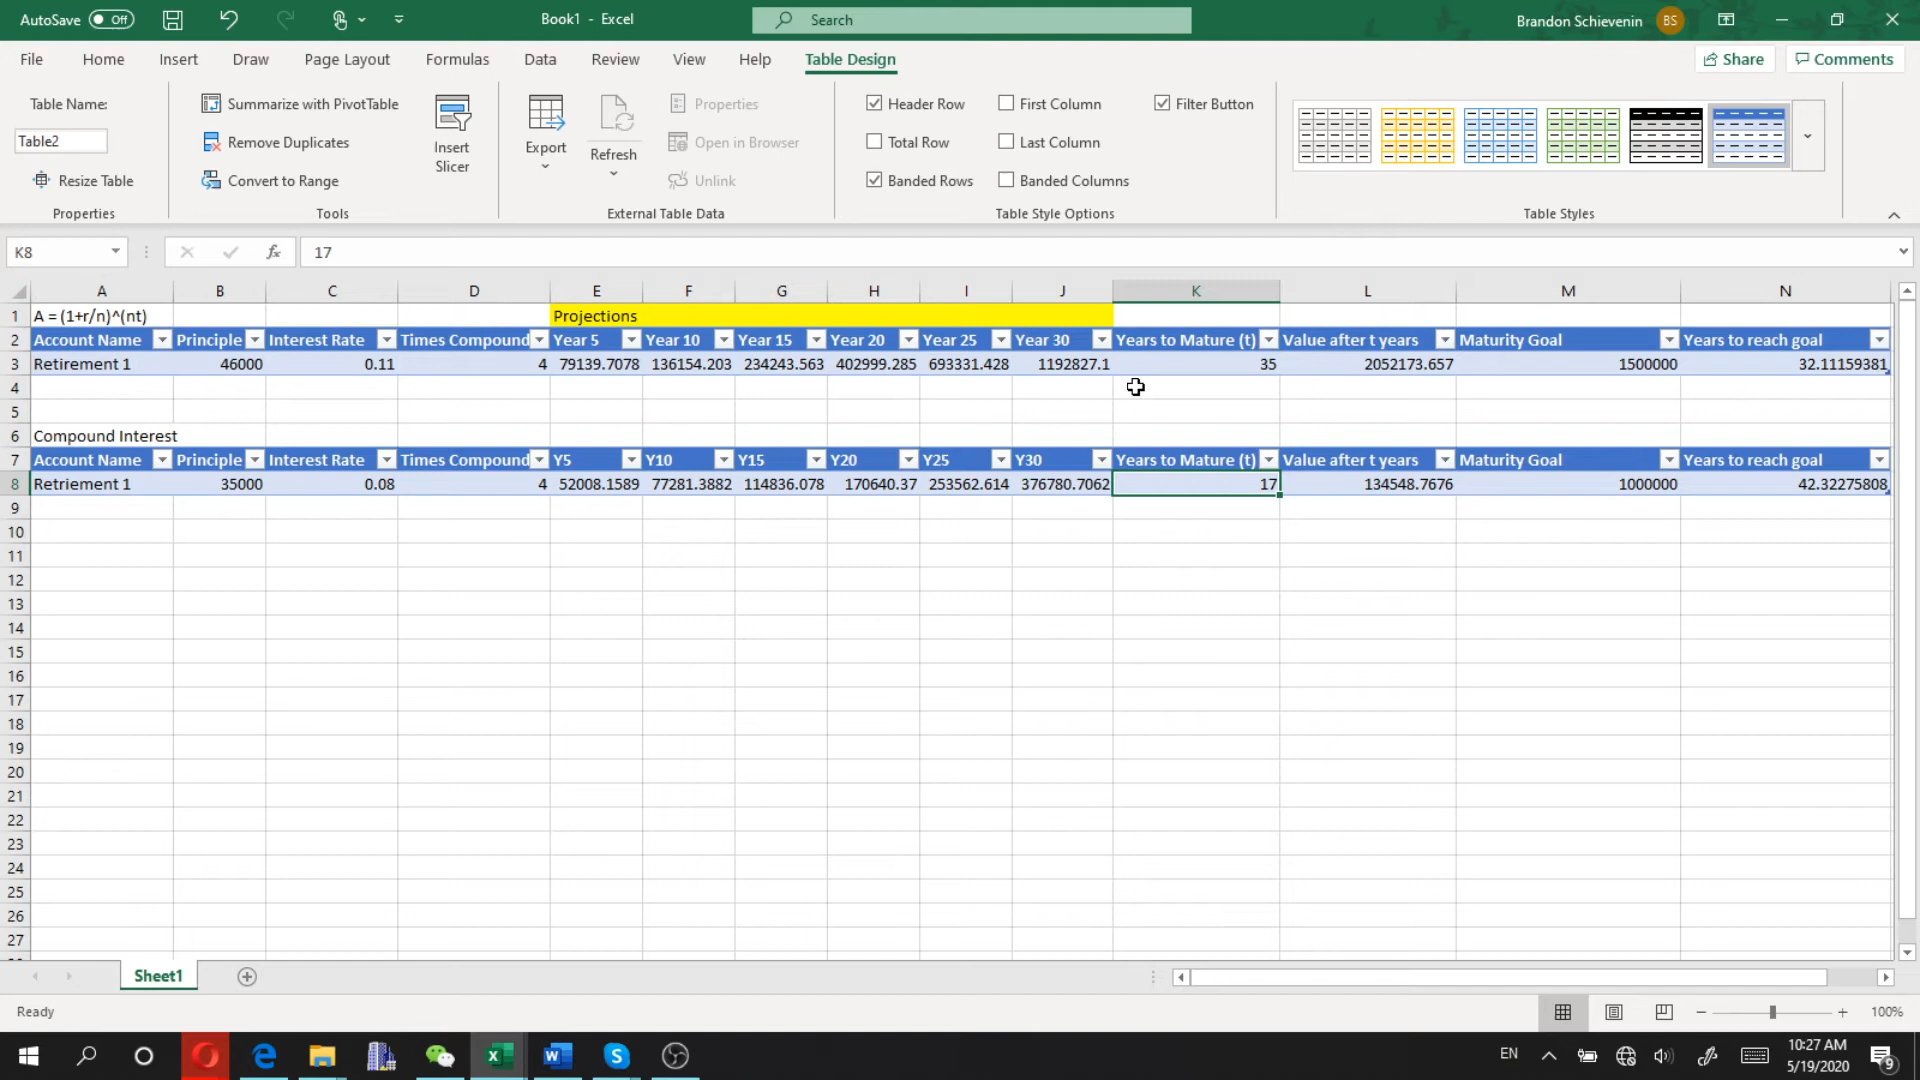 AutoSave Off Book1 - Excel Search Brandon Schievenin BS
File Home Insert Draw Page Layout Formulas Data Review View Help Table Design Share Comments
Table Name:
Table2
Resize Table
Properties
Summarize with PivotTable
Remove Duplicates
Convert to Range
Tools
Insert
Slicer
Export
Refresh
Properties
Open in Browser
Unlink
External Table Data
Header Row First Column Filter Button
Total Row Last Column
Banded Rows Banded Columns
Table Style Options
Table Styles
K8 fx 17
A B C D E F G H I J K L M N
1 A = (1+r/n)^(nt) Projections
2 Account Name Principle Interest Rate Times Compound Year 5 Year 10 Year 15 Year 20 Year 25 Year 30 Years to Mature (t) Value after t years Maturity Goal Years to reach goal
3 Retirement 1 46000 0.11 4 79139.7078 136154.203 234243.563 402999.285 693331.428 1192827.1 35 2052173.657 1500000 32.11159381
4
5
6 Compound Interest
7 Account Name Principle Interest Rate Times Compound Y5 Y10 Y15 Y20 Y25 Y30 Years to Mature (t) Value after t years Maturity Goal Years to reach goal
8 Retriement 1 35000 0.08 4 52008.1589 77281.3882 114836.078 170640.37 253562.614 376780.7062 17 134548.7676 1000000 42.32275808
9
10
11
12
13
14
15
16
17
18
19
20
21
22
23
24
25
26
27
Sheet1
Ready 100%
EN 10:27 AM
5/19/2020
9